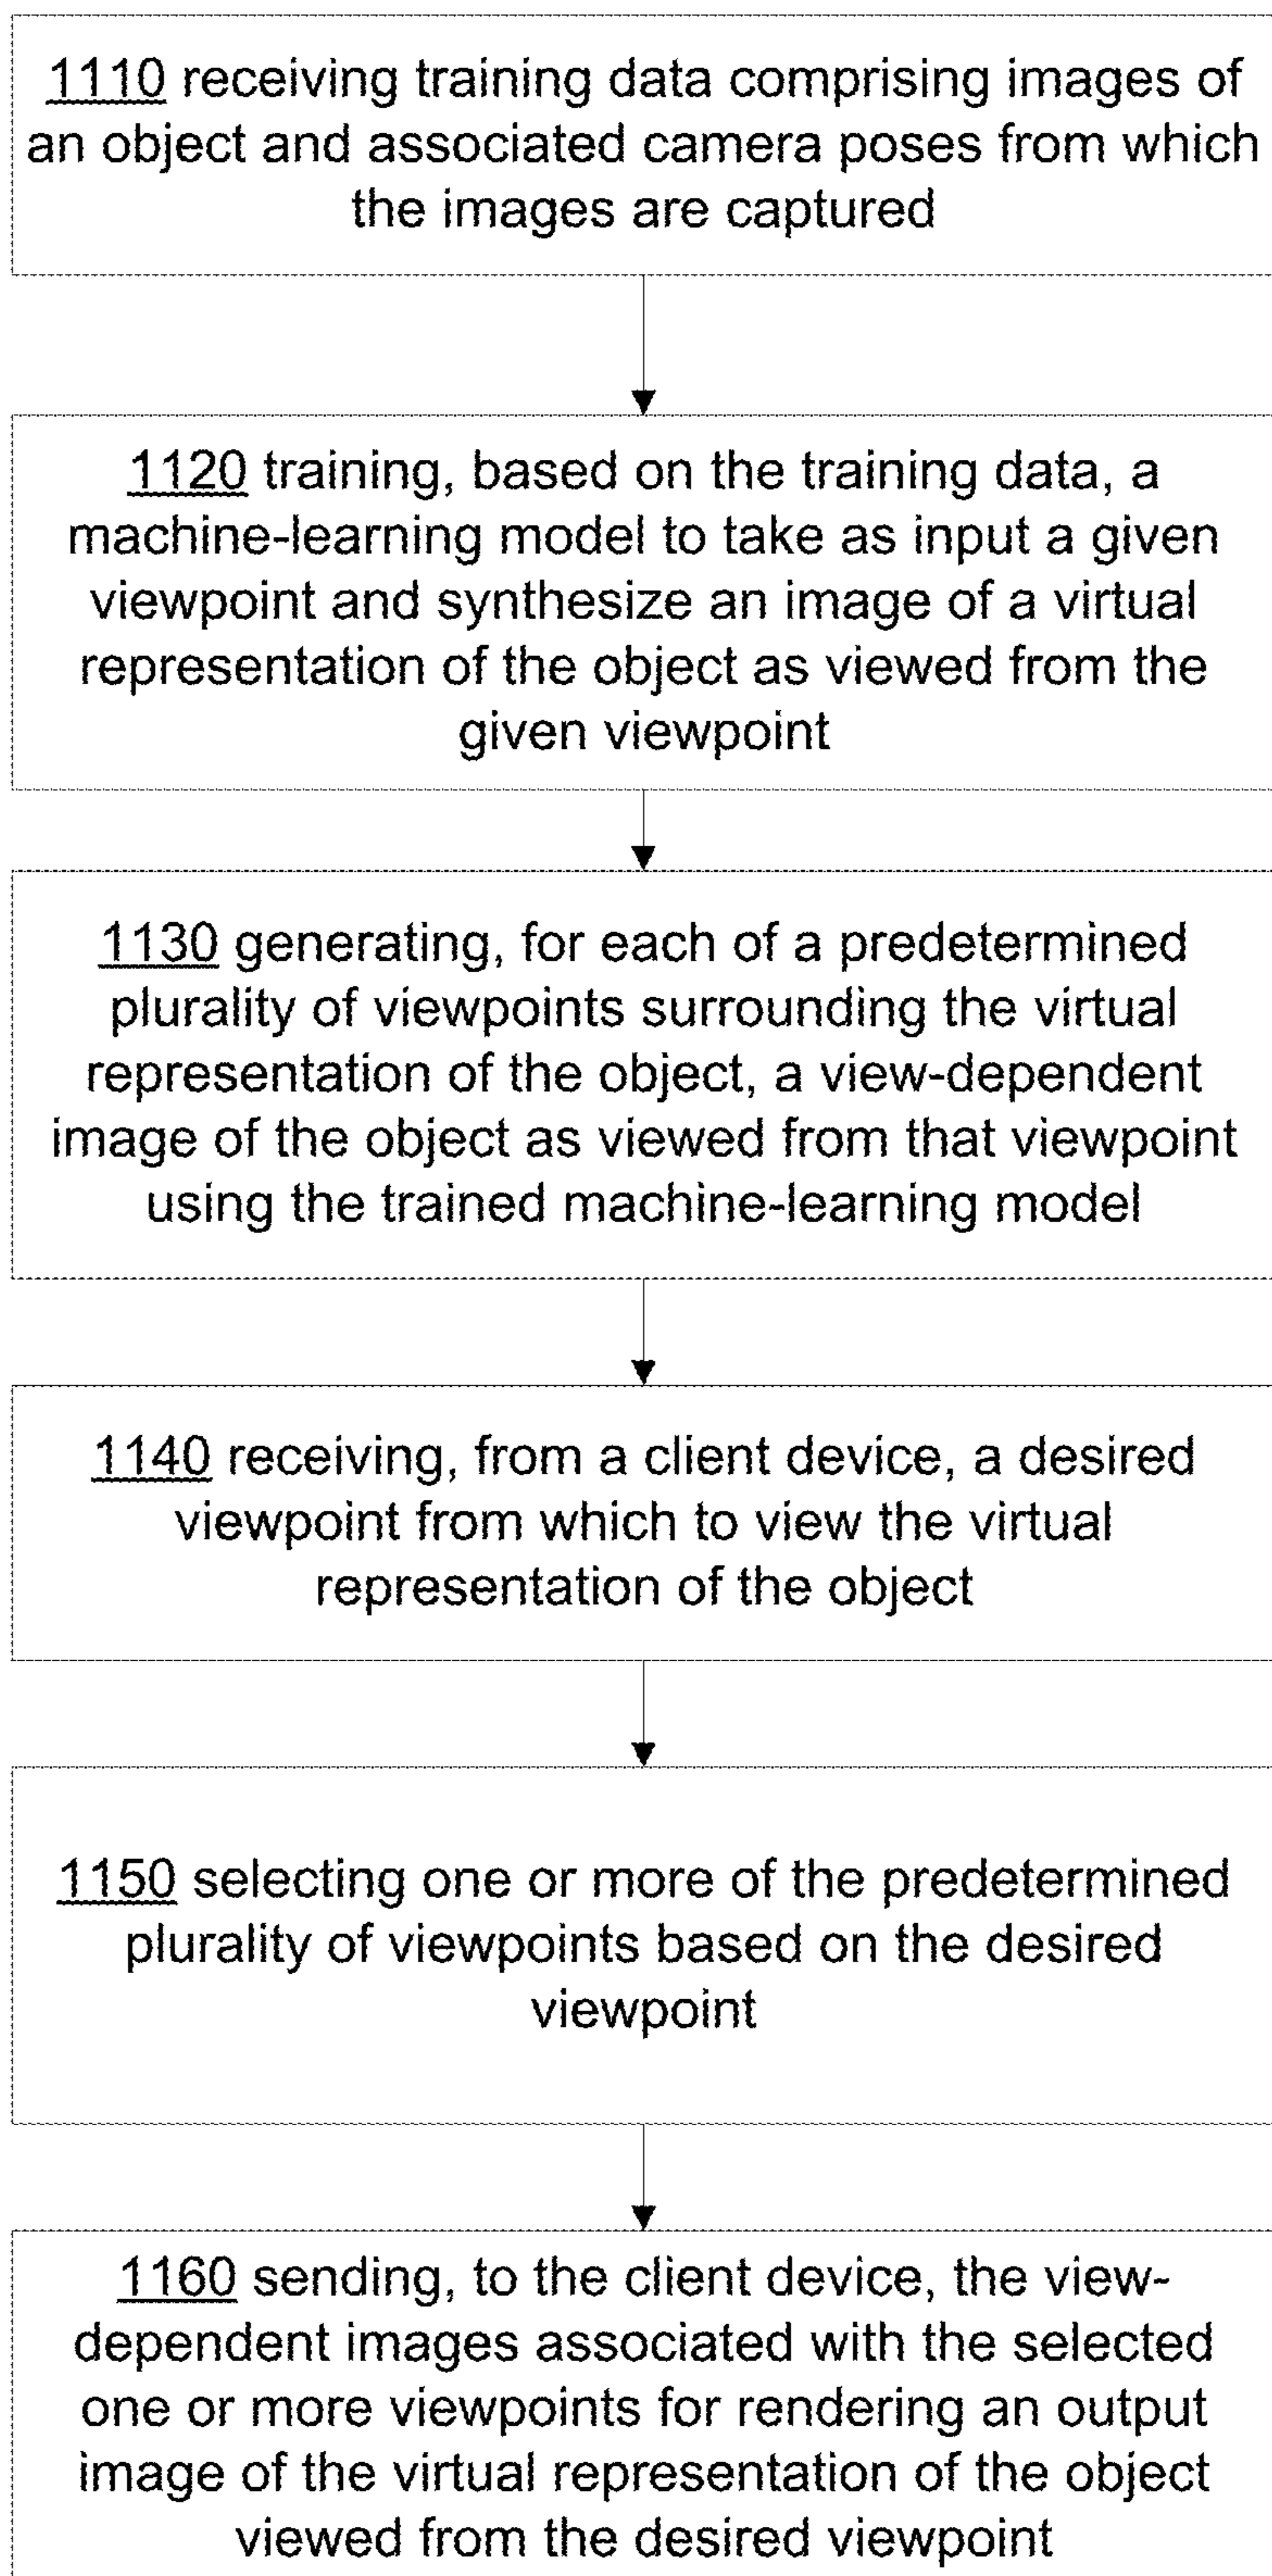 1110 receiving training data comprising images of
an object and associated camera poses from which
the images are captured
1120 training, based on the training data, a
machine-learning model to take as input a given
viewpoint and synthesize an image of a virtual
representation of the object as viewed from the
given viewpoint
1130 generating, for each of a predetermined
plurality of viewpoints surrounding the virtual
representation of the object, a view-dependent
image of the object as viewed from that viewpoint
using the trained machine-learning model
1140 receiving, from a client device, a desired
viewpoint from which to view the virtual
representation of the object
1150 selecting one or more of the predetermined
plurality of viewpoints based on the desired
viewpoint
1160 sending, to the client device, the view-
dependent images associated with the selected
one or more viewpoints for rendering an output
image of the virtual representation of the object
viewed from the desired viewpoint